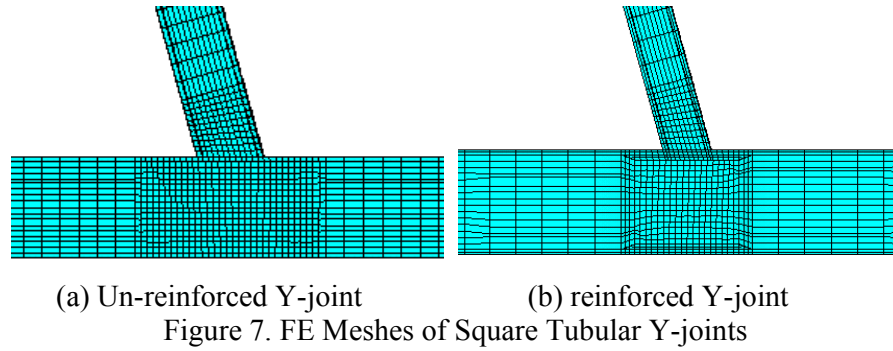 (a) Un-reinforced Y-joint (b) reinforced Y-joint
Figure 7. FE Meshes of Square Tubular Y-joints